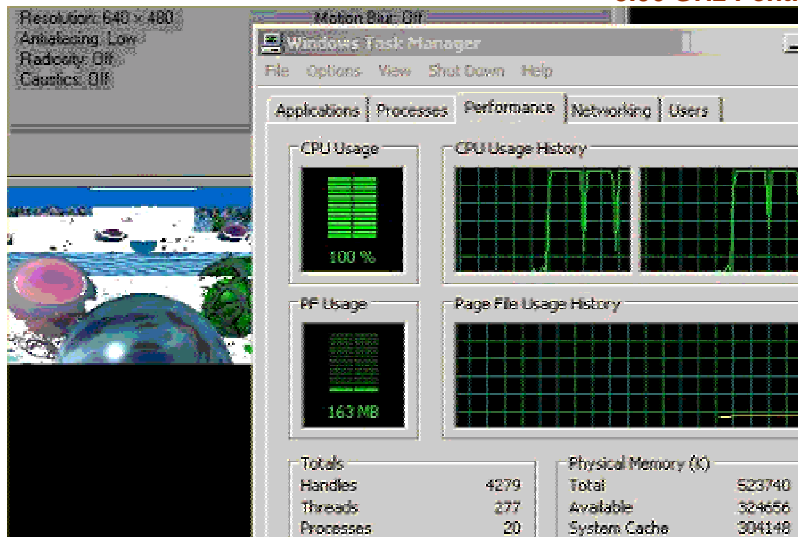 Resolution: 640 x 480
Motion Blur: Off
Antialiasing: Low
Radiosity: Off
Caustics: Off
Windows Task Manager
File Options View Shut Down Help
Applications Processes Performance Networking Users
CPU Usage
CPU Usage History
100 %
PF Usage
Page File Usage History
163 MB
Totals
Handles 4279
Threads 277
Processes 20
Physical Memory (K)
Total 523740
Available 324656
System Cache 304148